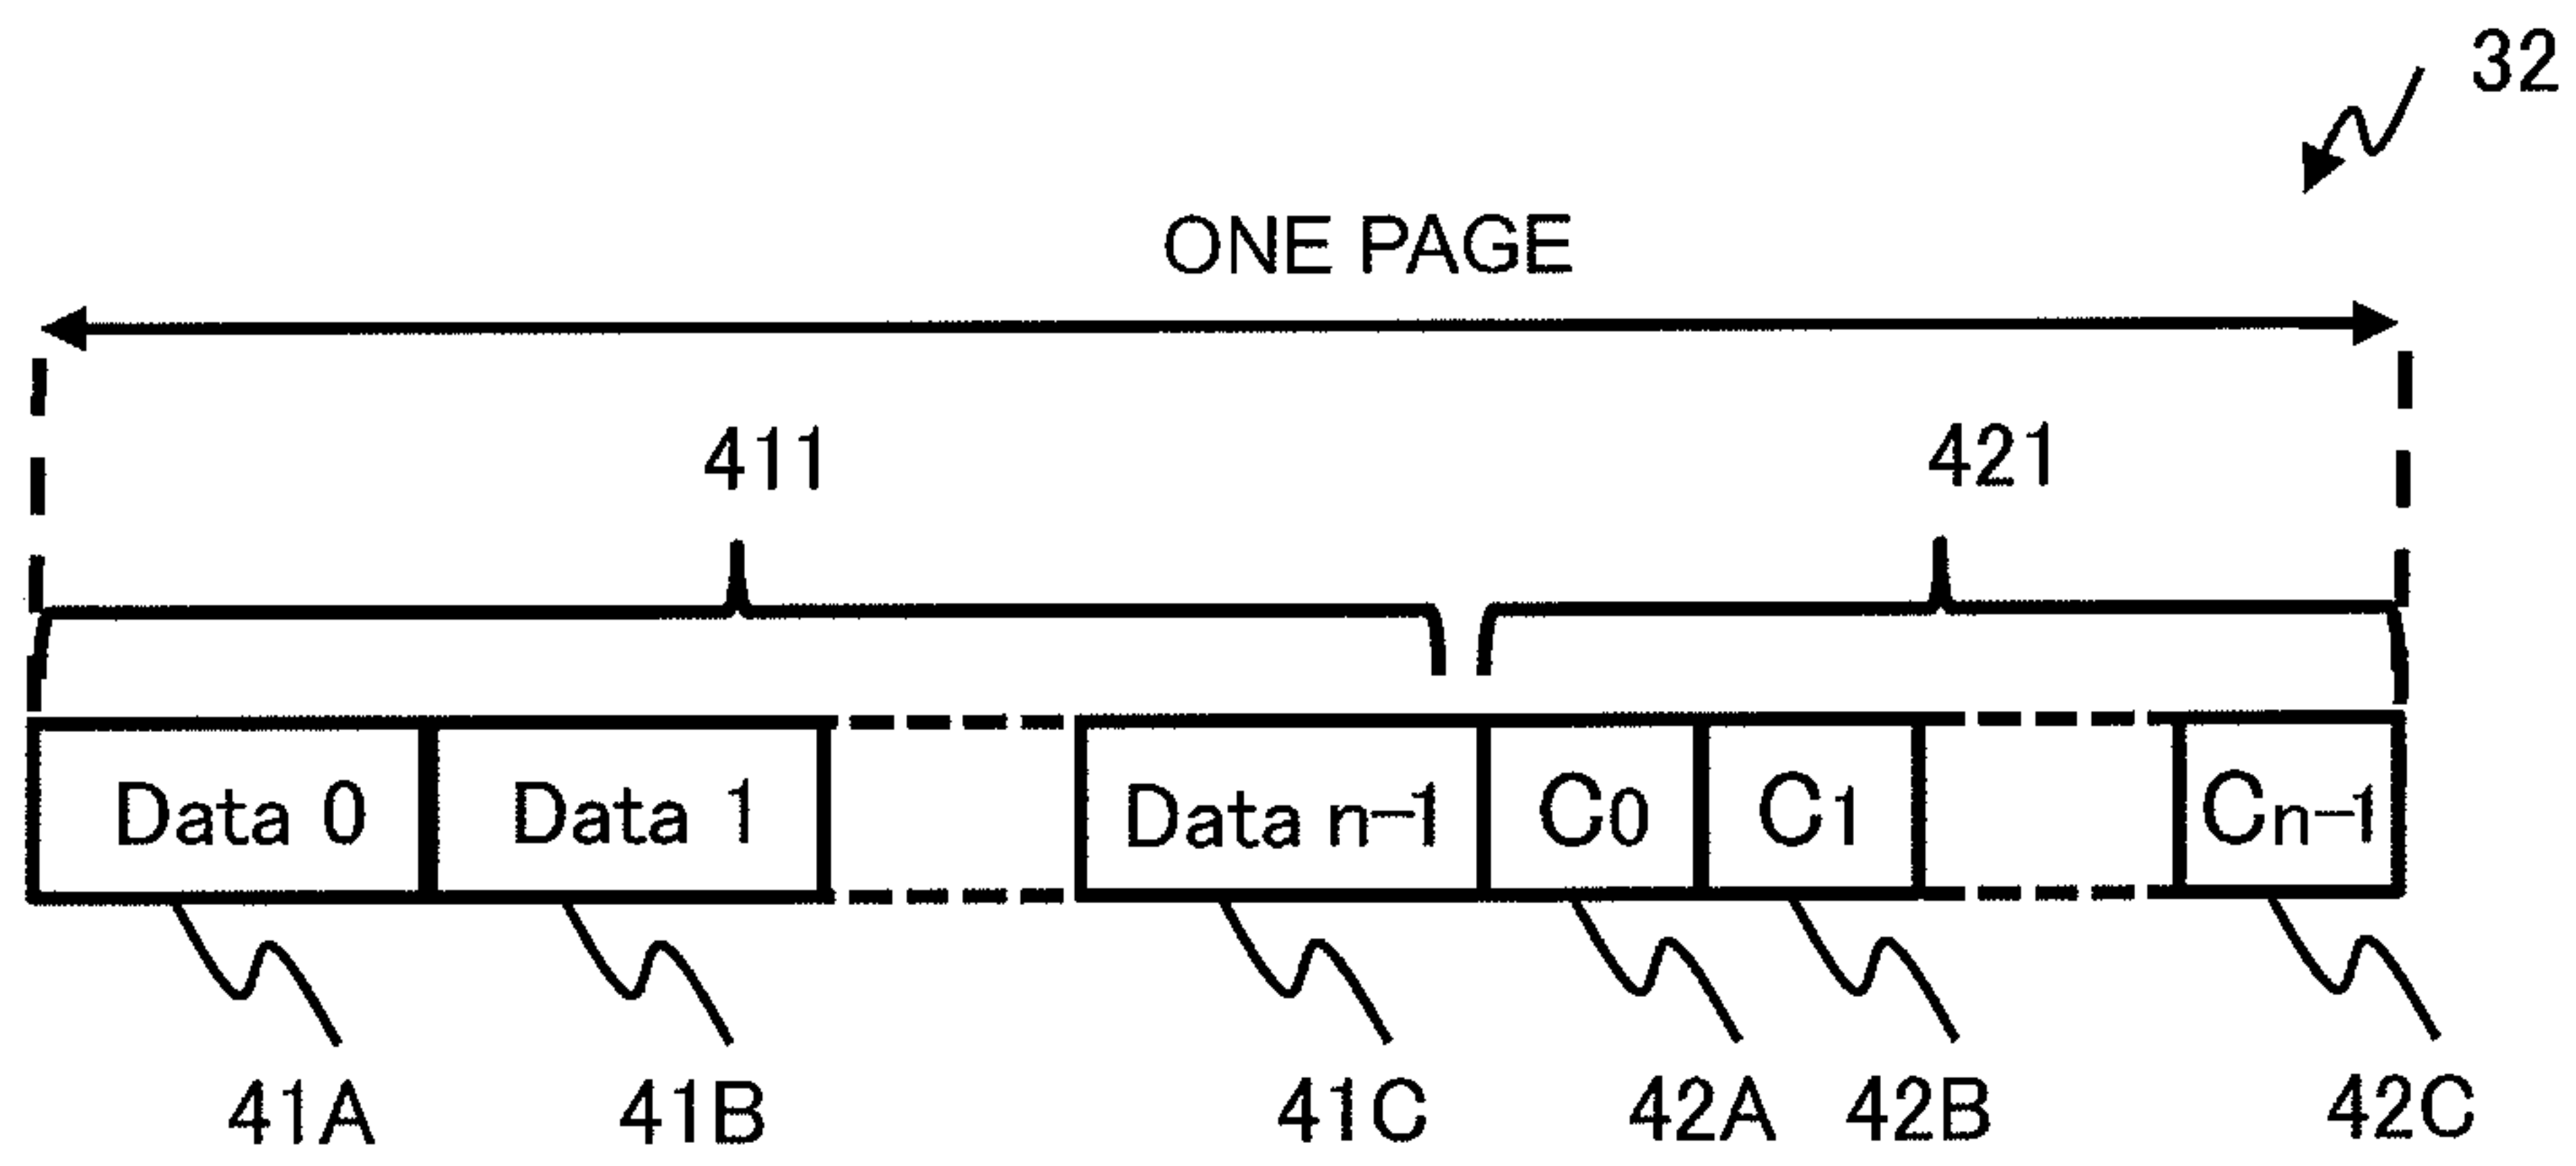 32
ONE PAGE
411 421
Data 0 Data 1 Data n-1 C0 C1 Cn-1
41A 41B 41C 42A 42B 42C